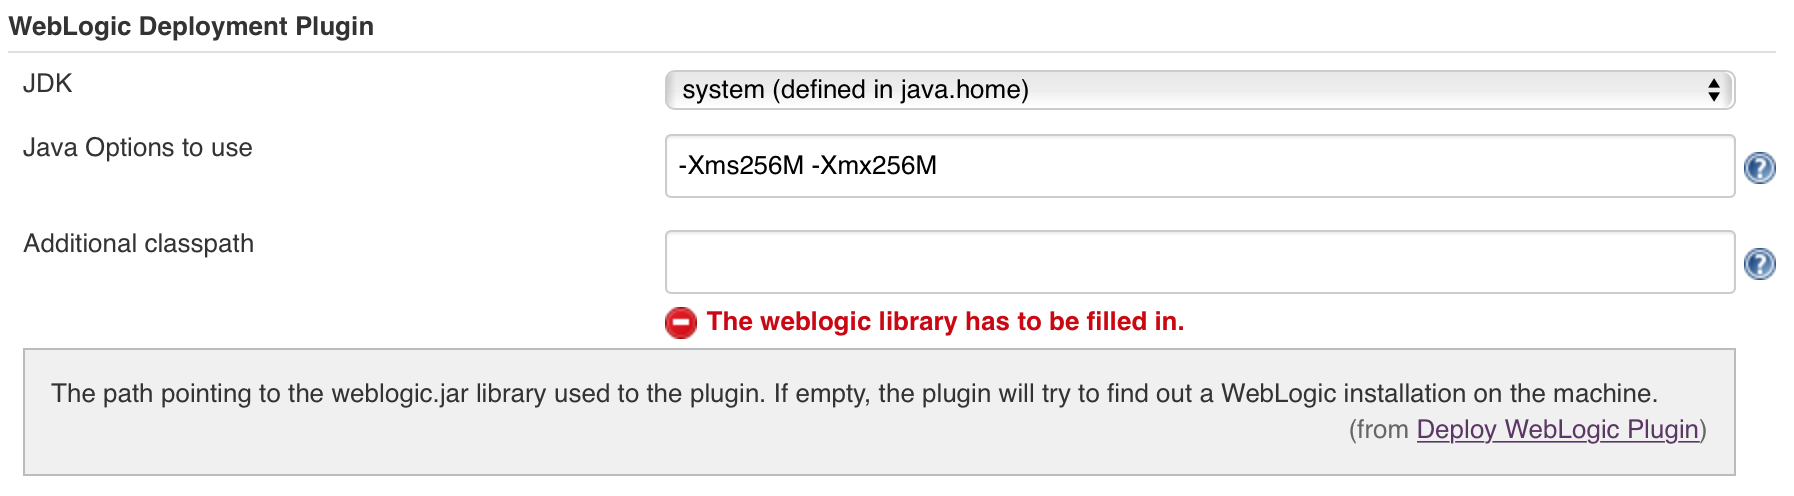 WebLogic Deployment Plugin
JDK
system (defined in java.home)
Java Options to use
-Xms256M -Xmx256M
?
Additional classpath
?
The weblogic library has to be filled in.
The path pointing to the weblogic.jar library used to the plugin. If empty, the plugin will try to find out a WebLogic installation on the machine.
(from Deploy WebLogic Plugin)